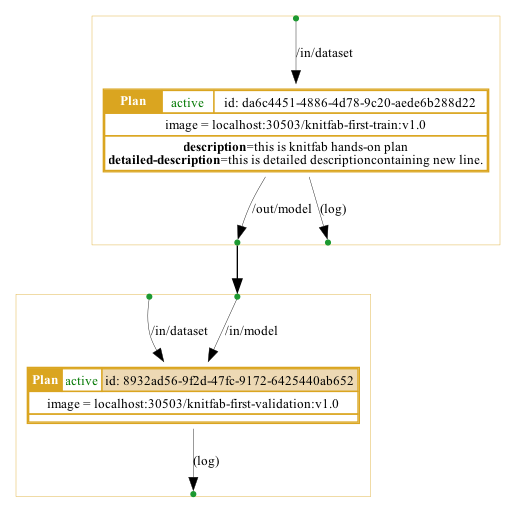 /in/dataset
Plan active id: da6c4451-4886-4d78-9c20-aede6b288d22
image = localhost:30503/knitfab-first-train:v1.0
description=this is knitfab hands-on plan
detailed-description=this is detailed descriptioncontaining new line.
/out/model (log)
/in/dataset /in/model
Plan active id: 8932ad56-9f2d-47fc-9172-6425440ab652
image = localhost:30503/knitfab-first-validation:v1.0
(log)